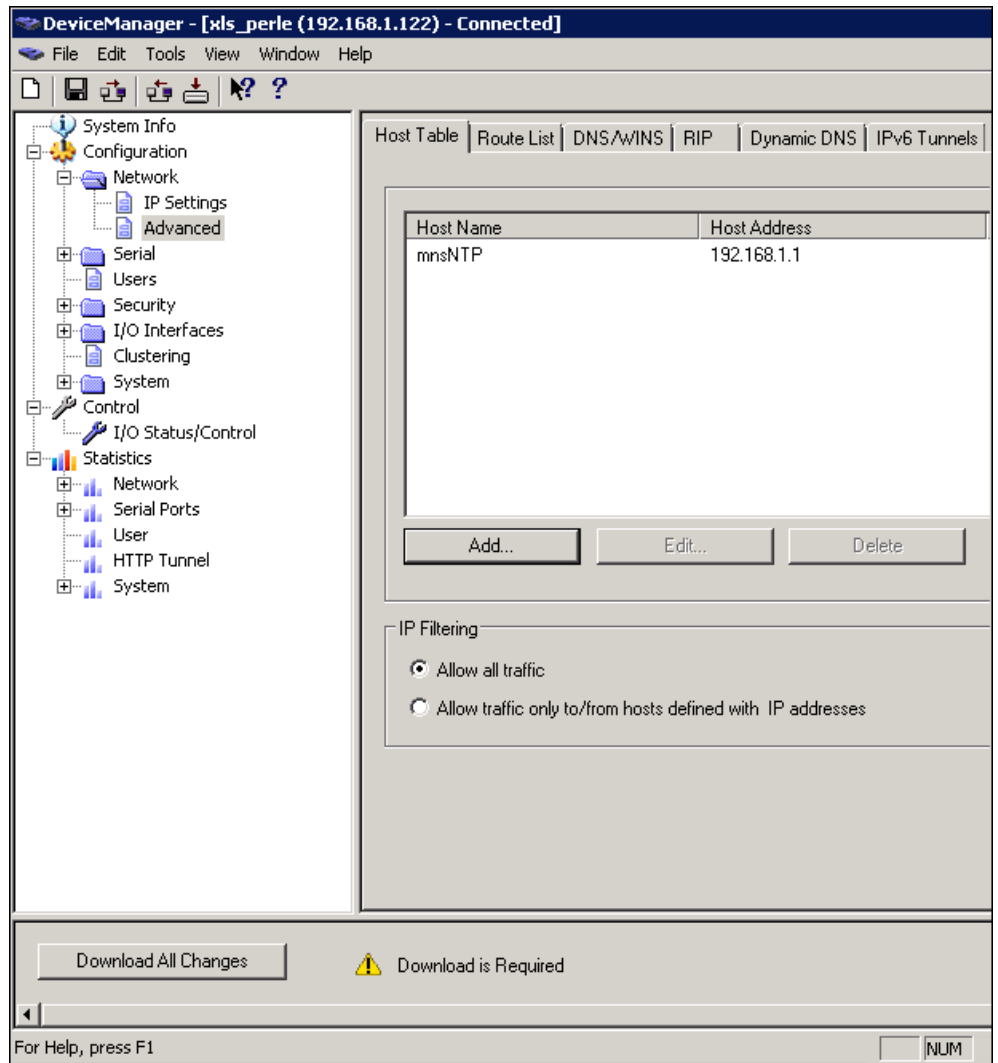 DeviceManager - [xls_perle (192.168.1.122) - Connected]
File Edit Tools View Window Help
System Info
Configuration
Network
IP Settings
Advanced
Serial
Users
Security
I/O Interfaces
Clustering
System
Control
I/O Status/Control
Statistics
Network
Serial Ports
User
HTTP Tunnel
System
Host Table Route List DNS/WINS RIP Dynamic DNS IPv6 Tunnels
Host Name Host Address
mnsNTP 192.168.1.1
Add... Edit... Delete
IP Filtering
Allow all traffic
Allow traffic only to/from hosts defined with IP addresses
Download All Changes Download is Required
For Help, press F1 NUM